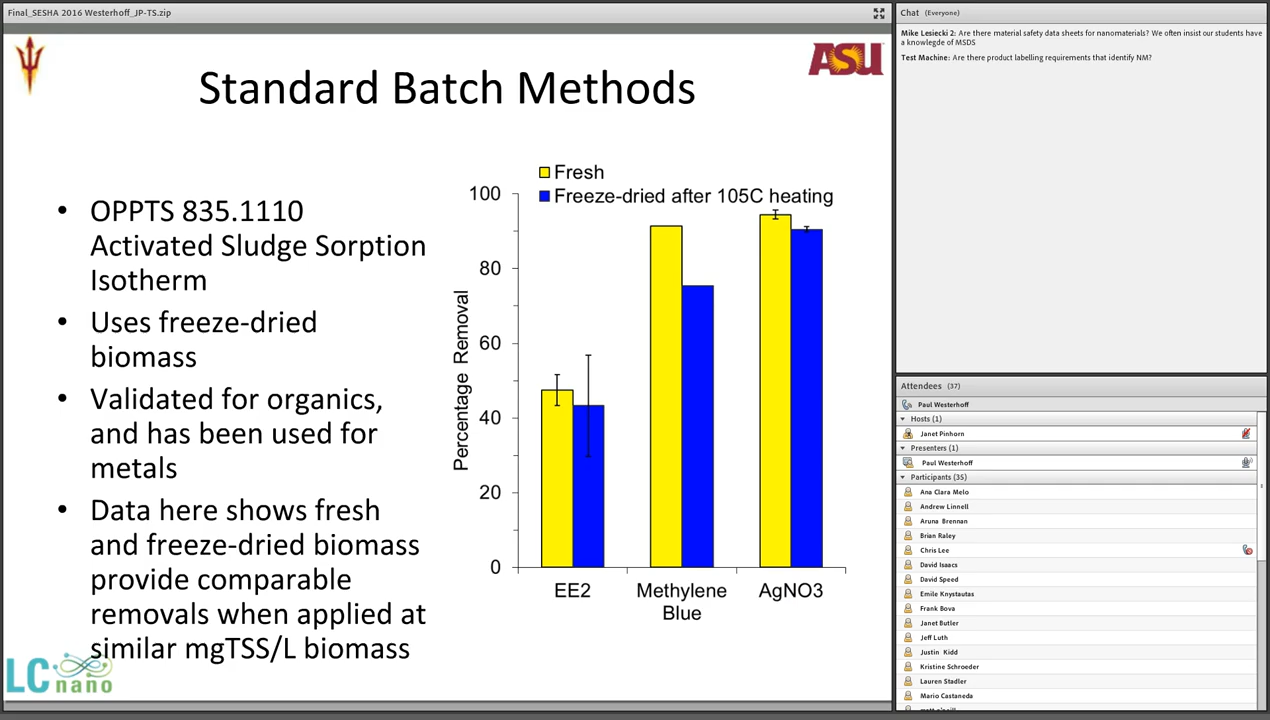 Final_SESHA 2016 Westerhoff_JP-TS.zip
ASU
Standard Batch Methods
• OPPTS 835.1110
Activated Sludge Sorption
Isotherm
• Uses freeze-dried
biomass
• Validated for organics,
and has been used for
metals
• Data here shows fresh
and freeze-dried biomass
provide comparable
removals when applied at
similar mgTSS/L biomass
LC
nano
Fresh
Freeze-dried after 105C heating
Percentage Removal
100
80
60
40
20
0
EE2
Methylene
Blue
AgNO3
Chat (Everyone)
Mike Lesiecki 2: Are there material safety data sheets for nanomaterials? We often insist our students have
a knowlegde of MSDS
Test Machine: Are there product labelling requirements that identify NM?
Attendees (37)
Paul Westerhoff
Hosts (1)
Janet Pinhorn
Presenters (1)
Paul Westerhoff
Participants (35)
Ana Clara Melo
Andrew Linnell
Aruna Brennan
Brian Raley
Chris Lee
David Isaacs
David Speed
Emile Knystautas
Frank Bova
Janet Butler
Jeff Luth
Justin Kidd
Kristine Schroeder
Lauren Stadler
Mario Castaneda